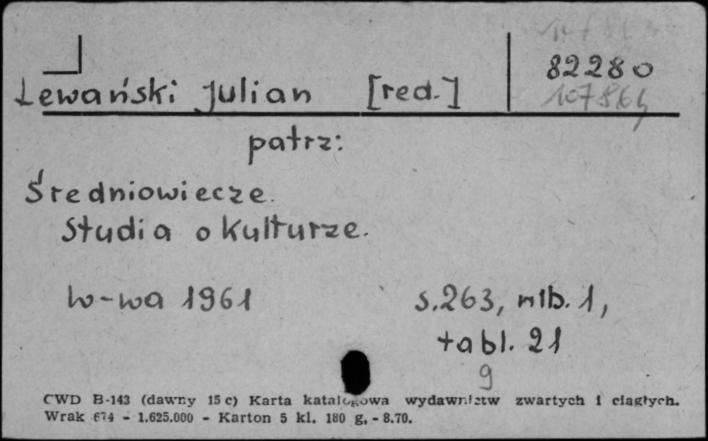 82280
Lewański Julian [red.]
107864
patrz:
Średniowiecze.
Studia o kulturze.
W-wa 1961
s.263, nlb. 1,
tabl. 21
9
CWD B-143 (dawny 15 c) Karta katalogowa wydawnictw zwartych i ciągłych.
Wrak 674 - 1.625.000 - Karton 5 kl. 180 g. - 8.70.